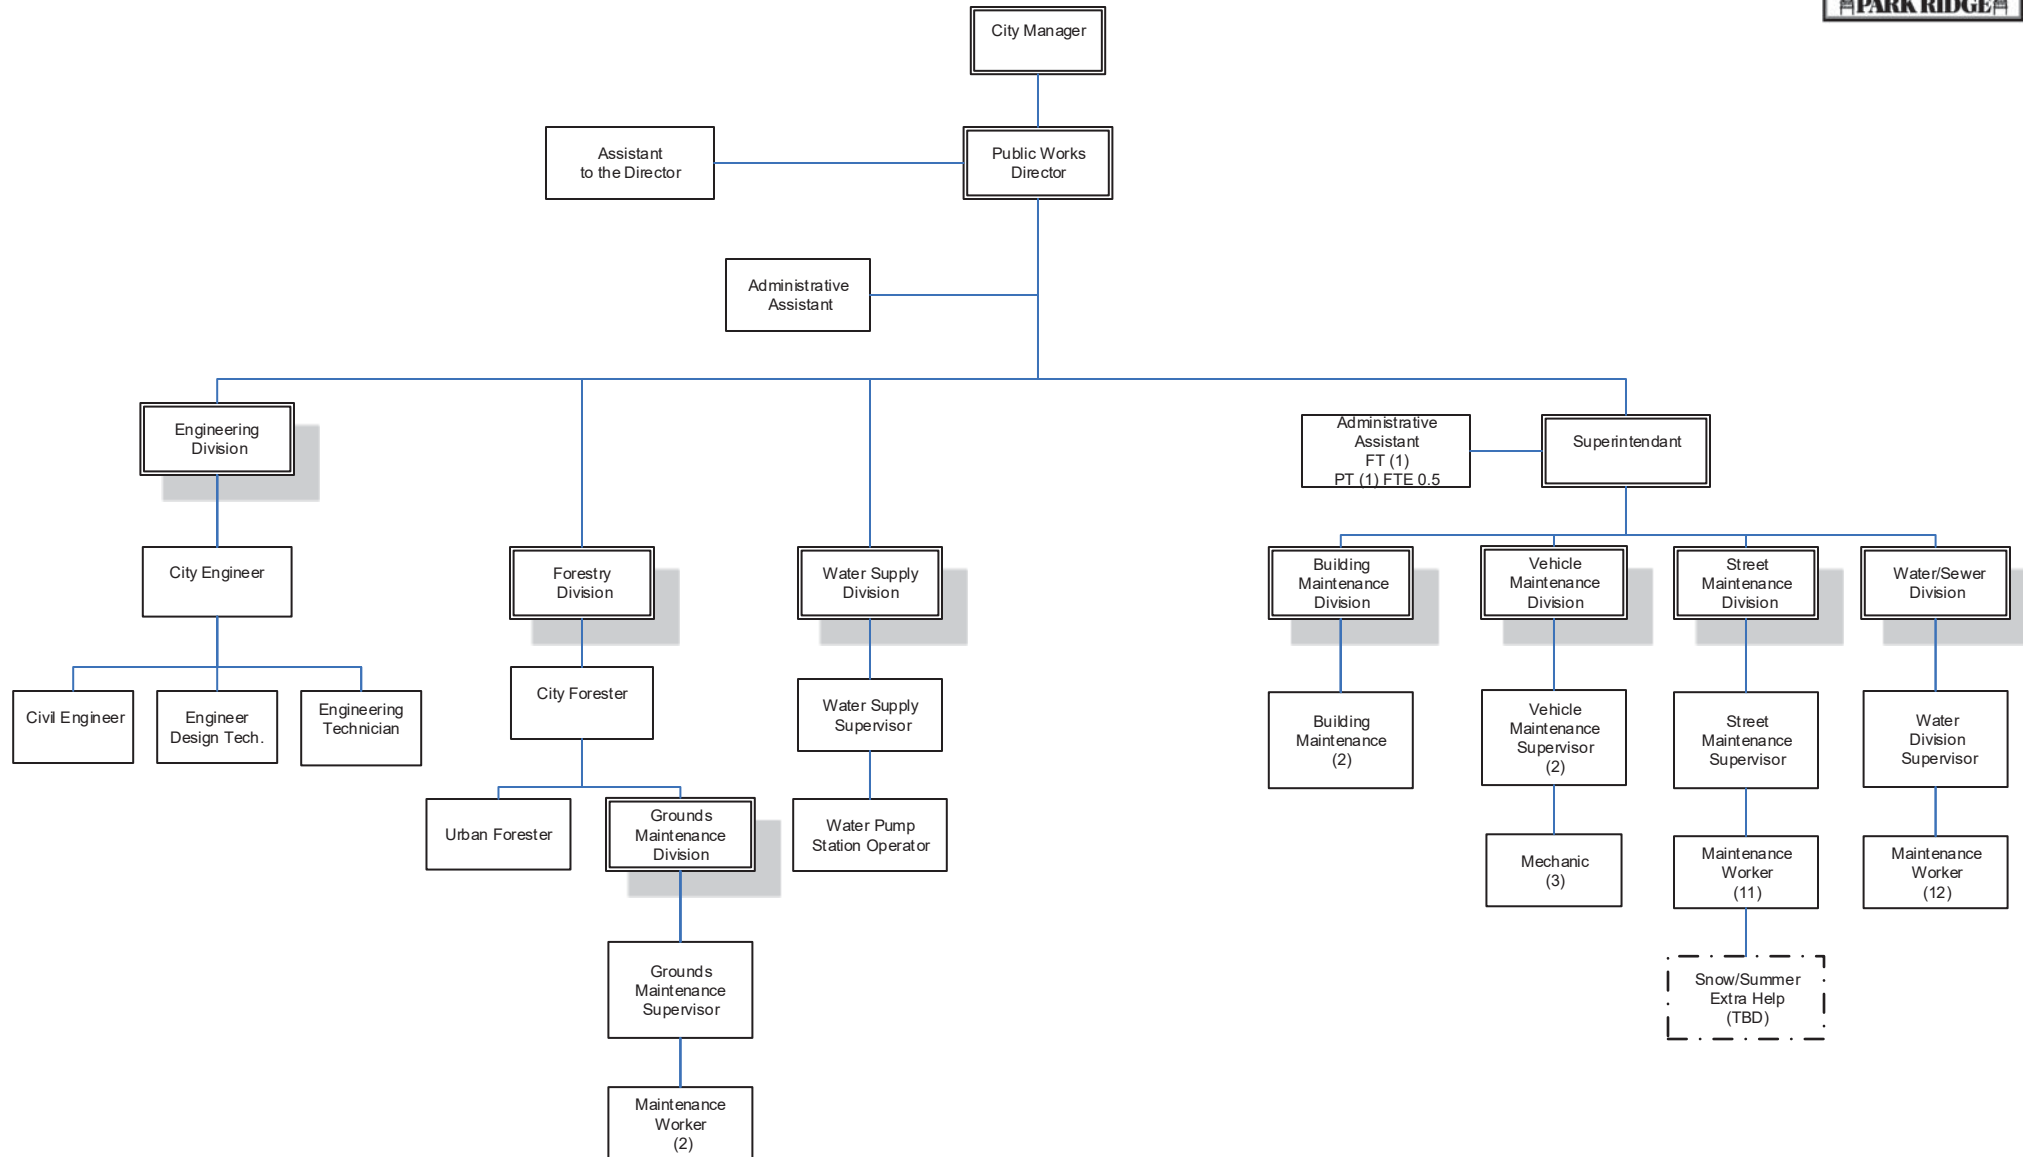 PARK RIDGE
City Manager
Assistant
to the Director
Public Works
Director
Administrative
Assistant
Engineering
Division
Administrative
Assistant
FT (1)
PT (1) FTE 0.5
Superintendant
City Engineer
Forestry
Division
Water Supply
Division
Building
Maintenance
Division
Vehicle
Maintenance
Division
Street
Maintenance
Division
Water/Sewer
Division
Civil Engineer
Engineer
Design Tech.
Engineering
Technician
City Forester
Water Supply
Supervisor
Building
Maintenance
(2)
Vehicle
Maintenance
Supervisor
(2)
Street
Maintenance
Supervisor
Water
Division
Supervisor
Urban Forester
Grounds
Maintenance
Division
Water Pump
Station Operator
Mechanic
(3)
Maintenance
Worker
(11)
Maintenance
Worker
(12)
Grounds
Maintenance
Supervisor
Snow/Summer
Extra Help
(TBD)
Maintenance
Worker
(2)